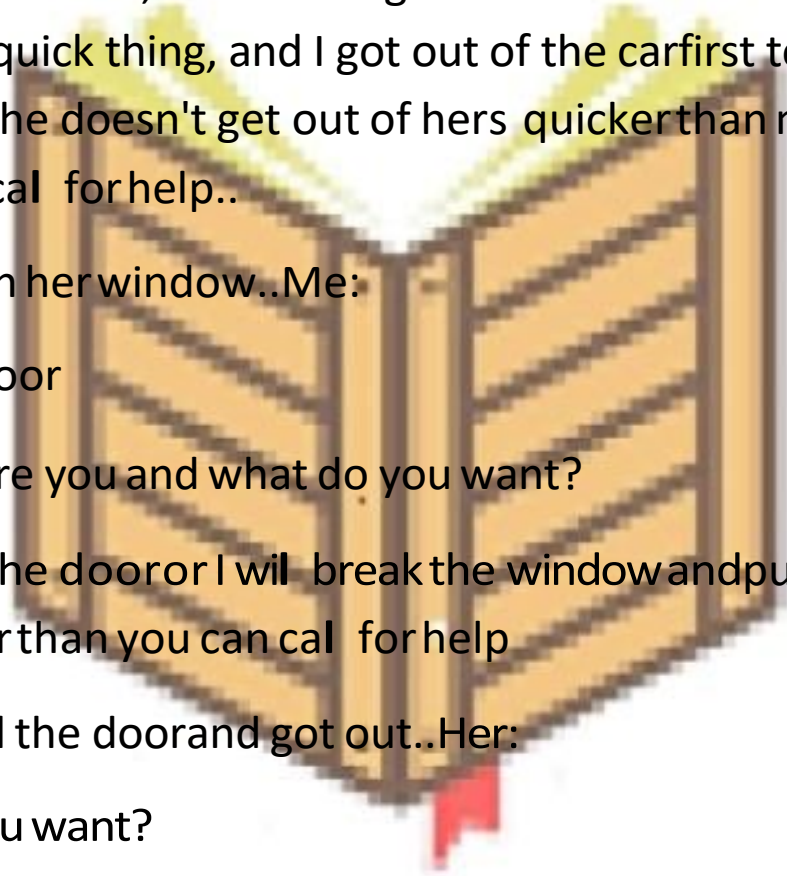 quick thing, and I got out of the carfirst
he doesn't get out of hers quickerthan
cal forhelp..
herwindow..Me:
oor
re you and what do you want?
he dooror I wil break the window andpu
rthan you can cal forhelp
the doorand got out..Her:
u want?